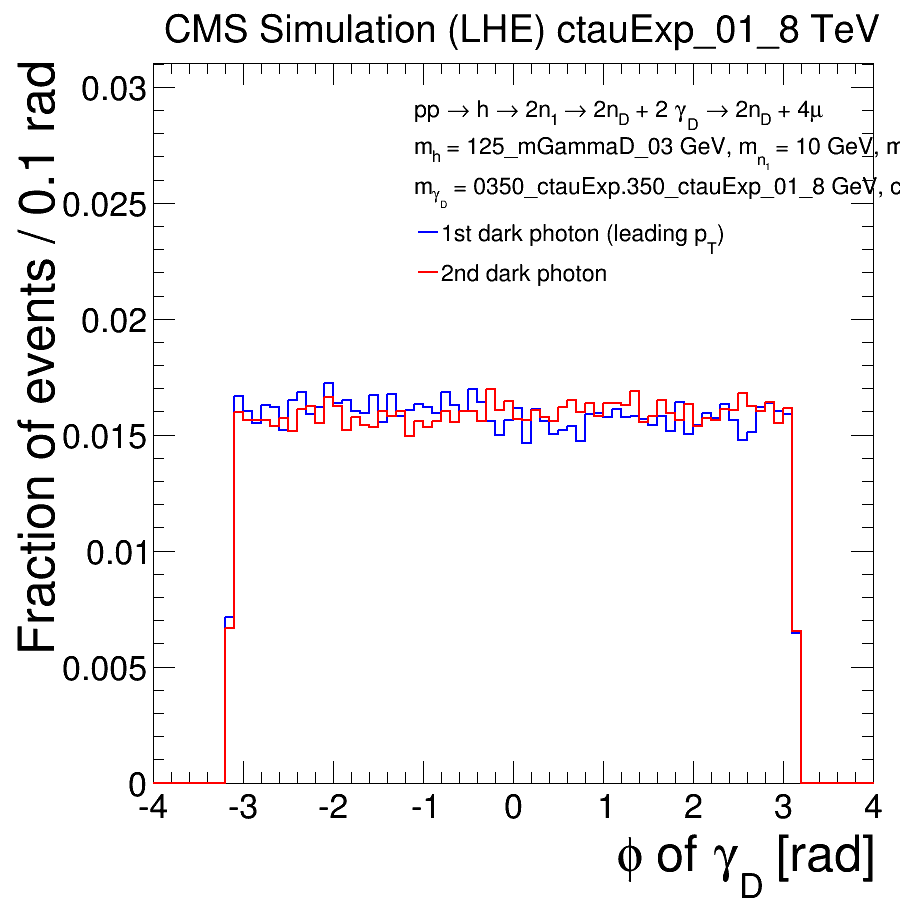 CMS Simulation (LHE) ctauExp_01_8 TeV
Fraction of events / 0.1 rad
0.03
0.025
0.02
0.015
0.01
0.005
0
pp → h → 2n1 → 2nD + 2 γD → 2nD + 4μ
mh = 125_mGammaD_03 GeV, mn1 = 10 GeV, m
mγD = 0350_ctauExp.350_ctauExp_01_8 GeV, c
1st dark photon (leading pT)
2nd dark photon
-4 -3 -2 -1 0 1 2 3 4
ϕ of γD [rad]